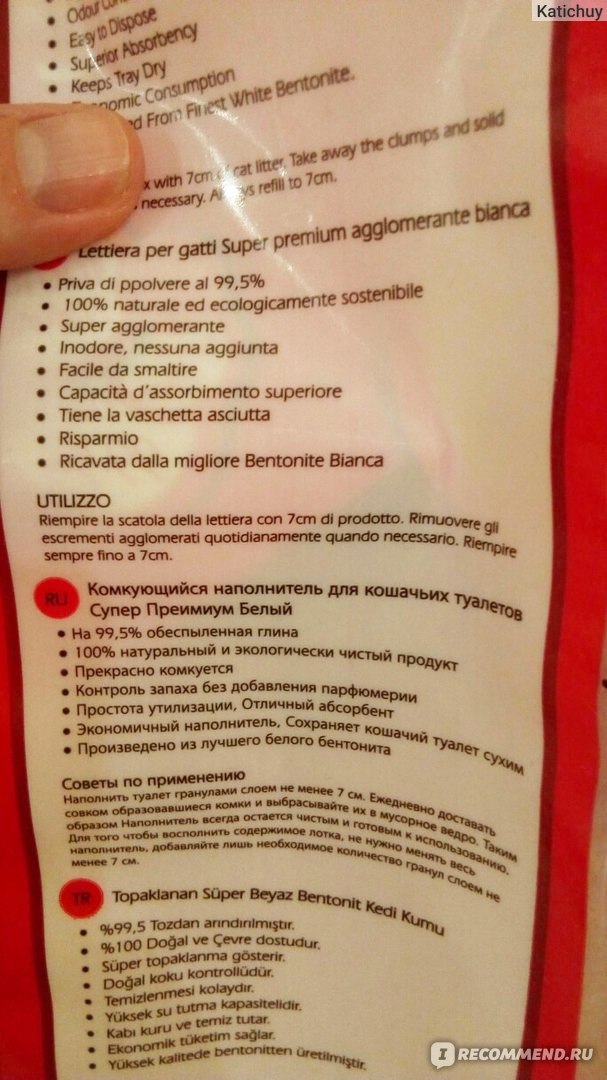 Katichuy
Odour
Easy to Dispose
Superior Absorbency
Keeps Tray Dry
Consumption
From Finest White Bentonite.
with 7cm cat litter. Take away the clumps and solid
necessary. refill to 7cm.
Lettiera per gatti Super premium agglomerante bianca
• Priva di ppolvere al 99,5%
• 100% naturale ed ecologicamente sostenibile
• Super agglomerante
• Inodore, nessuna aggiunta
• Facile da smaltire
• Capacità d'assorbimento superiore
• Tiene la vaschetta asciutta
• Risparmio
• Ricavata dalla migliore Bentonite Bianca
UTILIZZO
Riempire la scatola della lettiera con 7cm di prodotto. Rimuovere gli
escrementi agglomerati quotidianamente quando necessario. Riempire
sempre fino a 7cm.
RU Комкующийся наполнитель для кошачьих туалетов
Супер Преимиум Белый
• На 99,5% обеспыленная глина
• 100% натуральный и экологически чистый продукт
• Прекрасно комкуется
• Контроль запаха без добавления парфюмерии
• Простота утилизации, Отличный абсорбент
• Экономичный наполнитель, Сохраняет кошачий туалет сухим
• Произведено из лучшего белого бентонита
Советы по применению
Наполнить туалет гранулами слоем не менее 7 см. Ежедневно доставать
совком образовавшиеся комки и выбрасывайте их в мусорное ведро. Таким
образом Наполнитель всегда остается чистым и готовым к использованию.
Для того чтобы восполнить содержимое лотка, не нужно менять весь
наполнитель, добавляйте лишь необходимое количество гранул слоем не
менее 7 см.
TR Topaklanan Süper Beyaz Bentonit Kedi Kumu
• %99,5 Tozdan arındırılmıştır.
• %100 Doğal ve Çevre dostudur.
• Süper topaklanma gösterir.
• Doğal koku kontrollüdür.
• Temizlenmesi kolaydır.
• Yüksek su tutma kapasitelidir.
• Kabı kuru ve temiz tutar.
• Ekonomik tüketim sağlar.
• Yüksek kalitede bentonitten üretilmiştir.
IRECOMMEND.RU